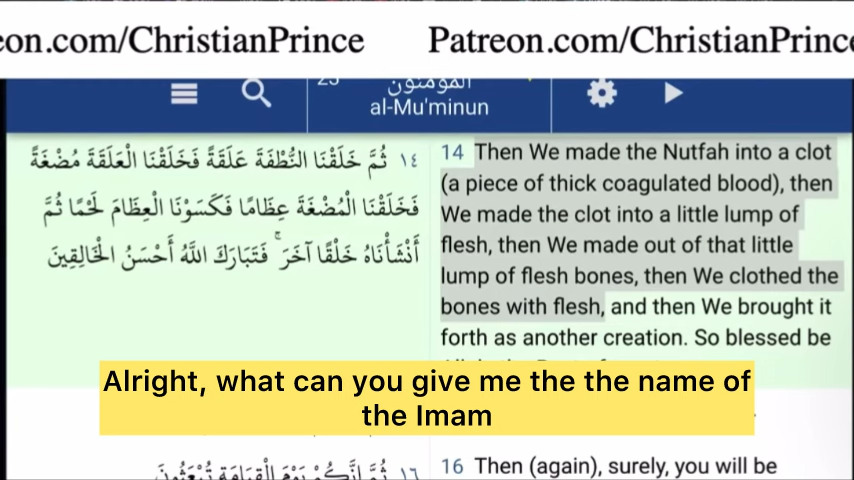 eon.com/ChristianPrince Patreon.com/ChristianPrince
المؤمنون
al-Mu'minun
١٤ ثُمَّ خَلَقْنَا النُّطْفَةَ عَلَقَةً فَخَلَقْنَا الْعَلَقَةَ مُضْغَةً
فَخَلَقْنَا الْمُضْغَةَ عِظَامًا فَكَسَوْنَا الْعِظَامَ لَحْمًا ثُمَّ
أَنْشَأْنَاهُ خَلْقًا آخَرَ ۚ فَتَبَارَكَ اللَّهُ أَحْسَنُ الْخَالِقِينَ
14 Then We made the Nutfah into a clot
(a piece of thick coagulated blood), then
We made the clot into a little lump of
flesh, then We made out of that little
lump of flesh bones, then We clothed the
bones with flesh, and then We brought it
forth as another creation. So blessed be
Alright, what can you give me the the name of
the Imam
١٦ ثُمَّ إِنَّكُمْ يَوْمَ الْقِيَامَةِ تُبْعَثُونَ
16 Then (again), surely, you will be